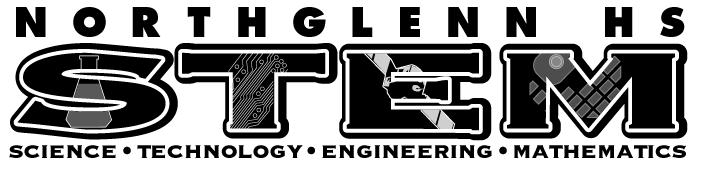 NORTHGLENN HS
STEM
SCIENCE • TECHNOLOGY • ENGINEERING • MATHEMATICS